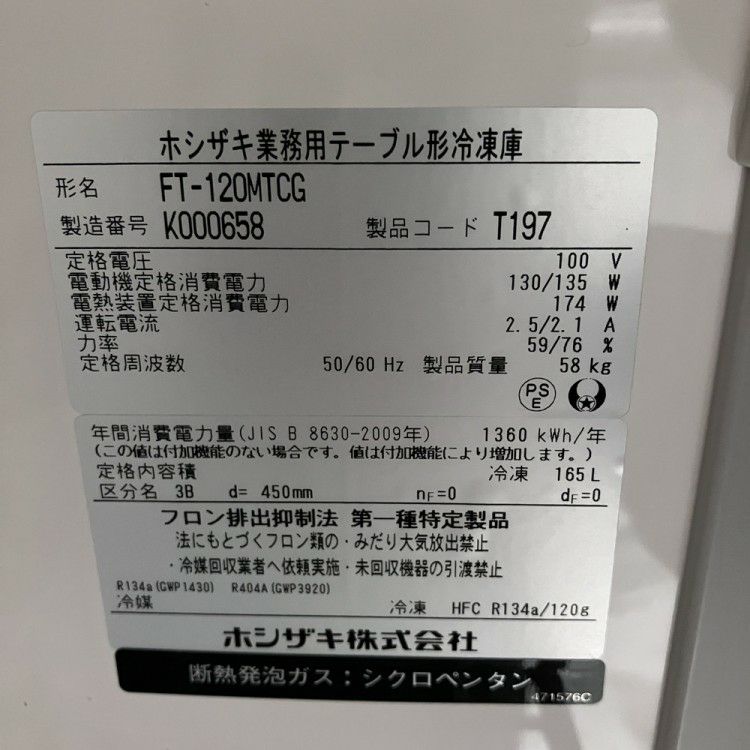 ホシザキ業務用テーブル形冷凍庫
形名 FT-120MTCG
製造番号 K000658 製品コード T197
定格電圧 100 V
電動機定格消費電力 130/135 W
電熱装置定格消費電力 174 W
運転電流 2.5/2.1 A
力率 59/76 %
定格周波数 50/60 Hz 製品質量 58 kg
PS E
年間消費電力量(JIS B 8630-2009年) 1360 kWh/年
(この値は付加機能のない場合です。値は付加機能により増加します。)
定格内容積 冷凍 165 L
区分名 3B d= 450mm nF=0 dF=0
フロン排出抑制法 第一種特定製品
法にもとづくフロン類の・みだり大気放出禁止
・冷媒回収業者へ依頼実施・未回収機器の引渡禁止
R134a(GWP1430) R404A(GWP3920)
冷媒 冷凍 HFC R134a/120g
ホシザキ株式会社
断熱発泡ガス:シクロペンタン
471576C